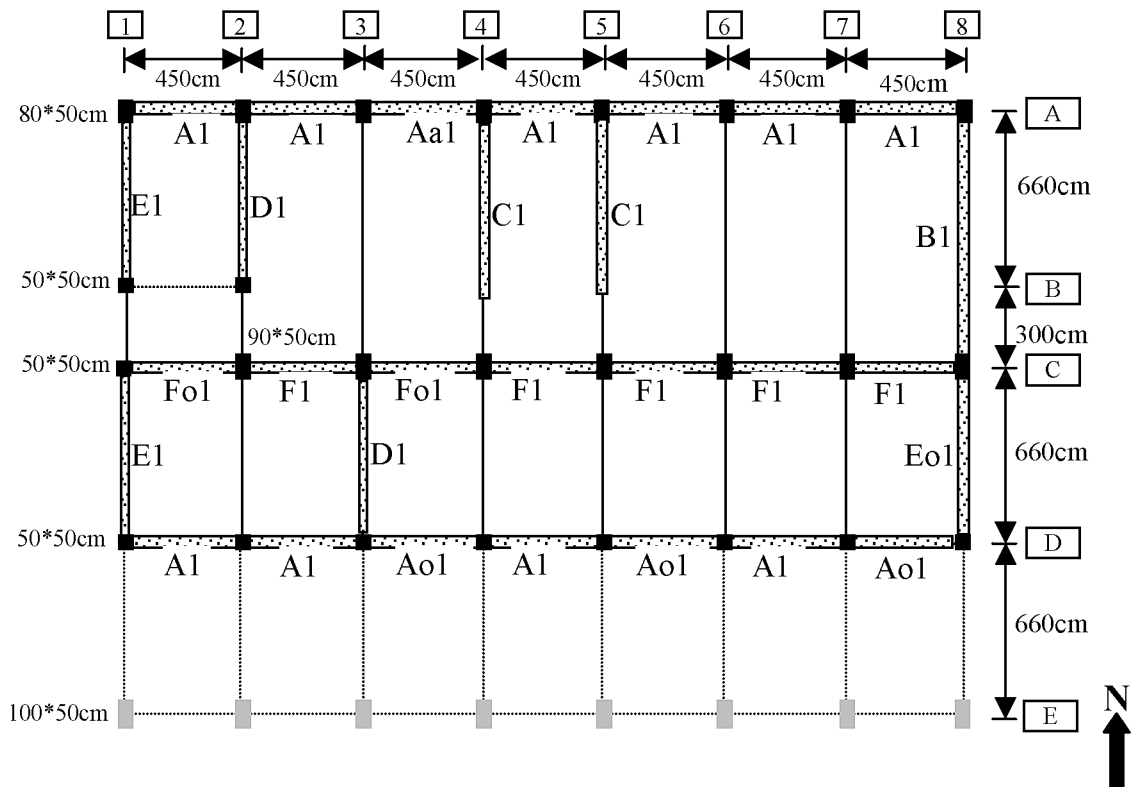 1 2 3 4 5 6 7 8
450cm 450cm 450cm 450cm 450cm 450cm 450cm
80*50cm A
A1 A1 Aa1 A1 A1 A1 A1
660cm
E1 D1 C1 C1 B1
50*50cm B
90*50cm 300cm
50*50cm C
Fo1 F1 Fo1 F1 F1 F1 F1
E1 D1 Eo1 660cm
50*50cm D
A1 A1 Ao1 A1 Ao1 A1 Ao1
660cm
N
100*50cm E